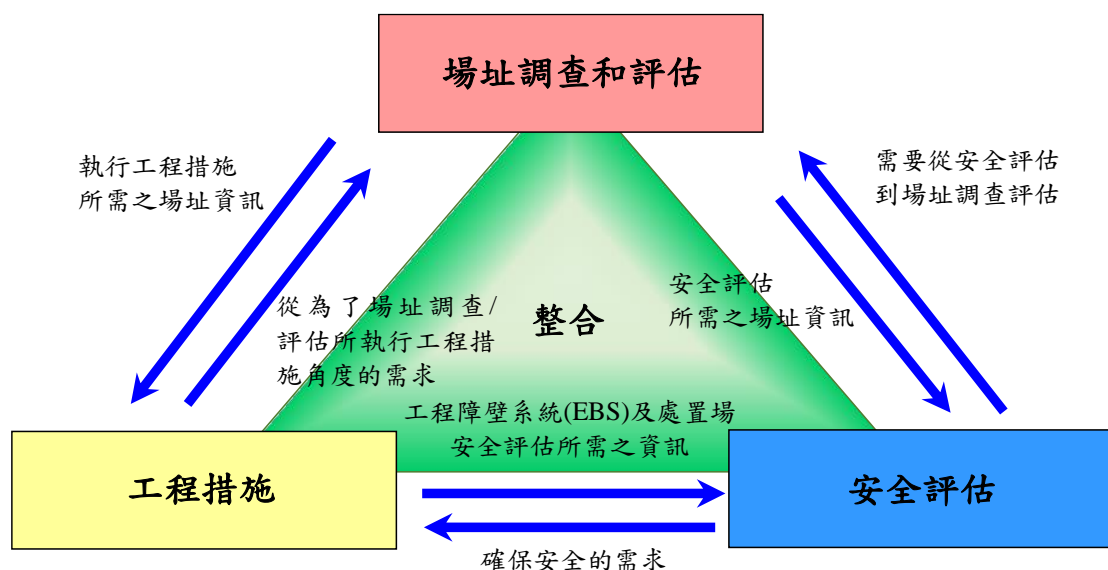 場址調查和評估
執行工程措施
所需之場址資訊
需要從安全評估
到場址調查評估
從為了場址調查/
評估所執行工程措
施角度的需求
整合
安全評估
所需之場址資訊
工程障壁系統(EBS)及處置場
安全評估所需之資訊
工程措施
安全評估
確保安全的需求